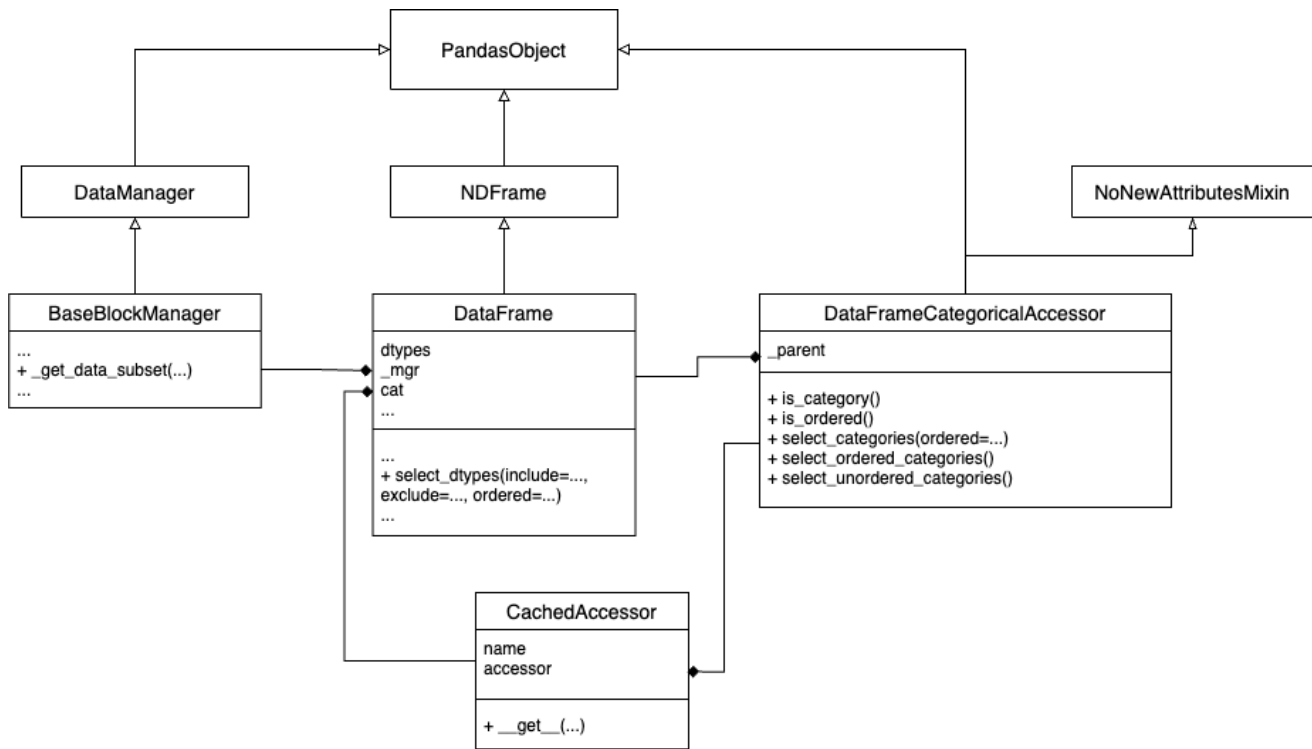 PandasObject
DataManager
NDFrame
NoNewAttributesMixin
BaseBlockManager
...
+ _get_data_subset(...)
...
DataFrame
dtypes
_mgr
cat
...
...
+ select_dtypes(include=...,
exclude=..., ordered=...)
...
DataFrameCategoricalAccessor
_parent
+ is_category()
+ is_ordered()
+ select_categories(ordered=...)
+ select_ordered_categories()
+ select_unordered_categories()
CachedAccessor
name
accessor
+ __get__(...)